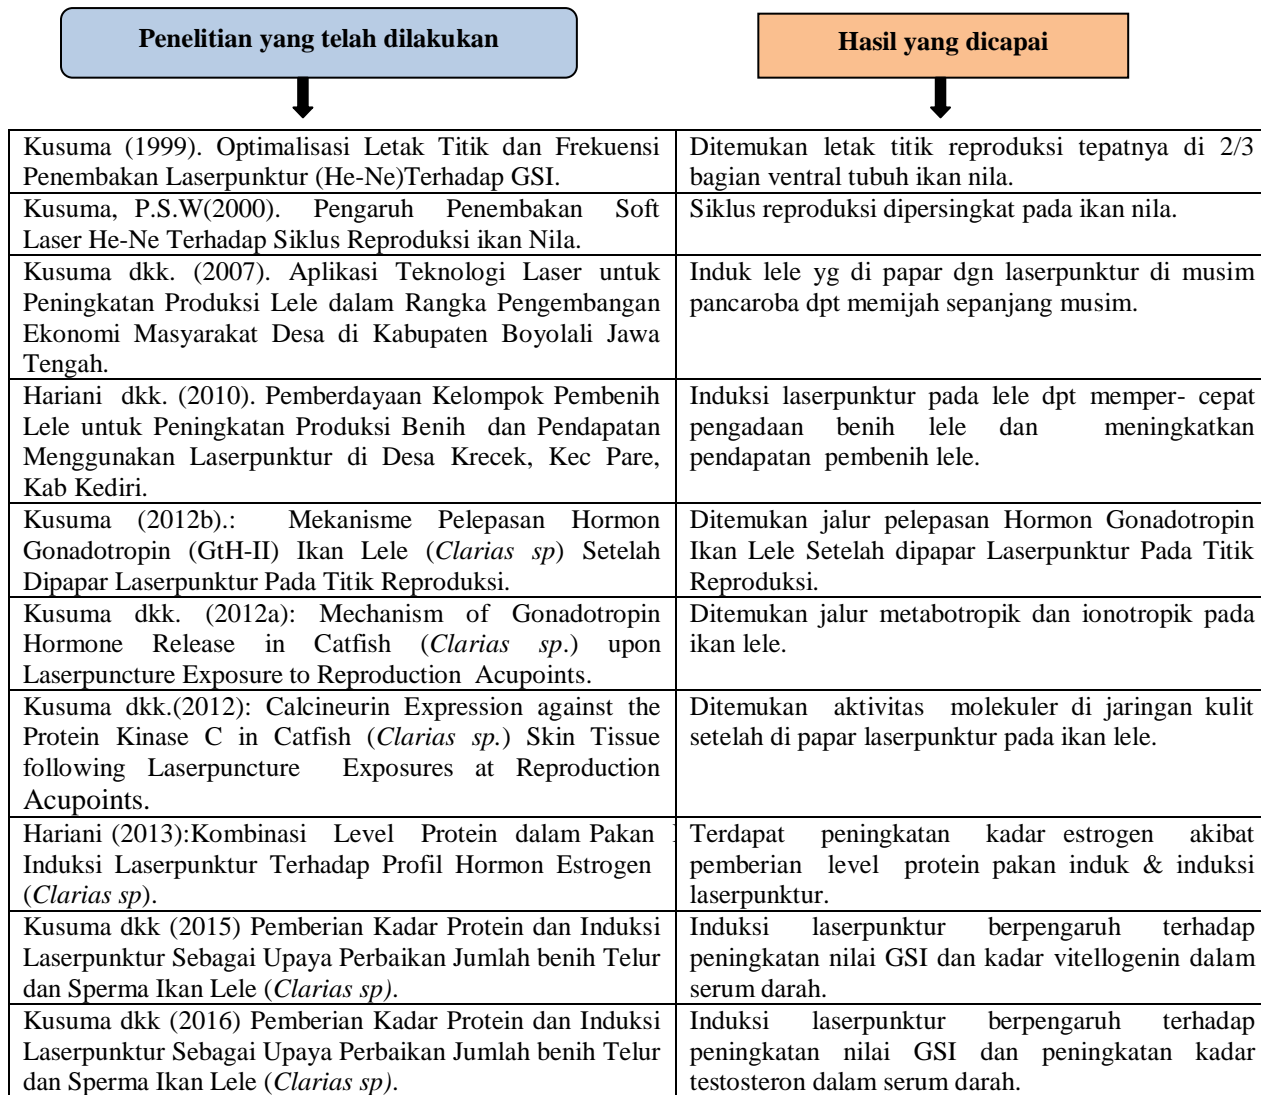 Penelitian yang telah dilakukan
Hasil yang dicapai
Kusuma (1999). Optimalisasi Letak Titik dan Frekuensi
Penembakan Laserpunktur (He-Ne)Terhadap GSI.
Ditemukan letak titik reproduksi tepatnya di 2/3
bagian ventral tubuh ikan nila.
Kusuma, P.S.W(2000). Pengaruh Penembakan Soft
Laser He-Ne Terhadap Siklus Reproduksi ikan Nila.
Siklus reproduksi dipersingkat pada ikan nila.
Kusuma dkk. (2007). Aplikasi Teknologi Laser untuk
Peningkatan Produksi Lele dalam Rangka Pengembangan
Ekonomi Masyarakat Desa di Kabupaten Boyolali Jawa
Tengah.
Induk lele yg di papar dgn laserpunktur di musim
pancaroba dpt memijah sepanjang musim.
Hariani dkk. (2010). Pemberdayaan Kelompok Pembenih
Lele untuk Peningkatan Produksi Benih dan Pendapatan
Menggunakan Laserpunktur di Desa Krecek, Kec Pare,
Kab Kediri.
Induksi laserpunktur pada lele dpt memper- cepat
pengadaan benih lele dan meningkatkan
pendapatan pembenih lele.
Kusuma (2012b).: Mekanisme Pelepasan Hormon
Gonadotropin (GtH-II) Ikan Lele (Clarias sp) Setelah
Dipapar Laserpunktur Pada Titik Reproduksi.
Ditemukan jalur pelepasan Hormon Gonadotropin
Ikan Lele Setelah dipapar Laserpunktur Pada Titik
Reproduksi.
Kusuma dkk. (2012a): Mechanism of Gonadotropin
Hormone Release in Catfish (Clarias sp.) upon
Laserpuncture Exposure to Reproduction Acupoints.
Ditemukan jalur metabotropik dan ionotropik pada
ikan lele.
Kusuma dkk.(2012): Calcineurin Expression against the
Protein Kinase C in Catfish (Clarias sp.) Skin Tissue
following Laserpuncture Exposures at Reproduction
Acupoints.
Ditemukan aktivitas molekuler di jaringan kulit
setelah di papar laserpunktur pada ikan lele.
Hariani (2013):Kombinasi Level Protein dalam Pakan
Induksi Laserpunktur Terhadap Profil Hormon Estrogen
(Clarias sp).
Terdapat peningkatan kadar estrogen akibat
pemberian level protein pakan induk & induksi
laserpunktur.
Kusuma dkk (2015) Pemberian Kadar Protein dan Induksi
Laserpunktur Sebagai Upaya Perbaikan Jumlah benih Telur
dan Sperma Ikan Lele (Clarias sp).
Induksi laserpunktur berpengaruh terhadap
peningkatan nilai GSI dan kadar vitellogenin dalam
serum darah.
Kusuma dkk (2016) Pemberian Kadar Protein dan Induksi
Laserpunktur Sebagai Upaya Perbaikan Jumlah benih Telur
dan Sperma Ikan Lele (Clarias sp).
Induksi laserpunktur berpengaruh terhadap
peningkatan nilai GSI dan peningkatan kadar
testosteron dalam serum darah.